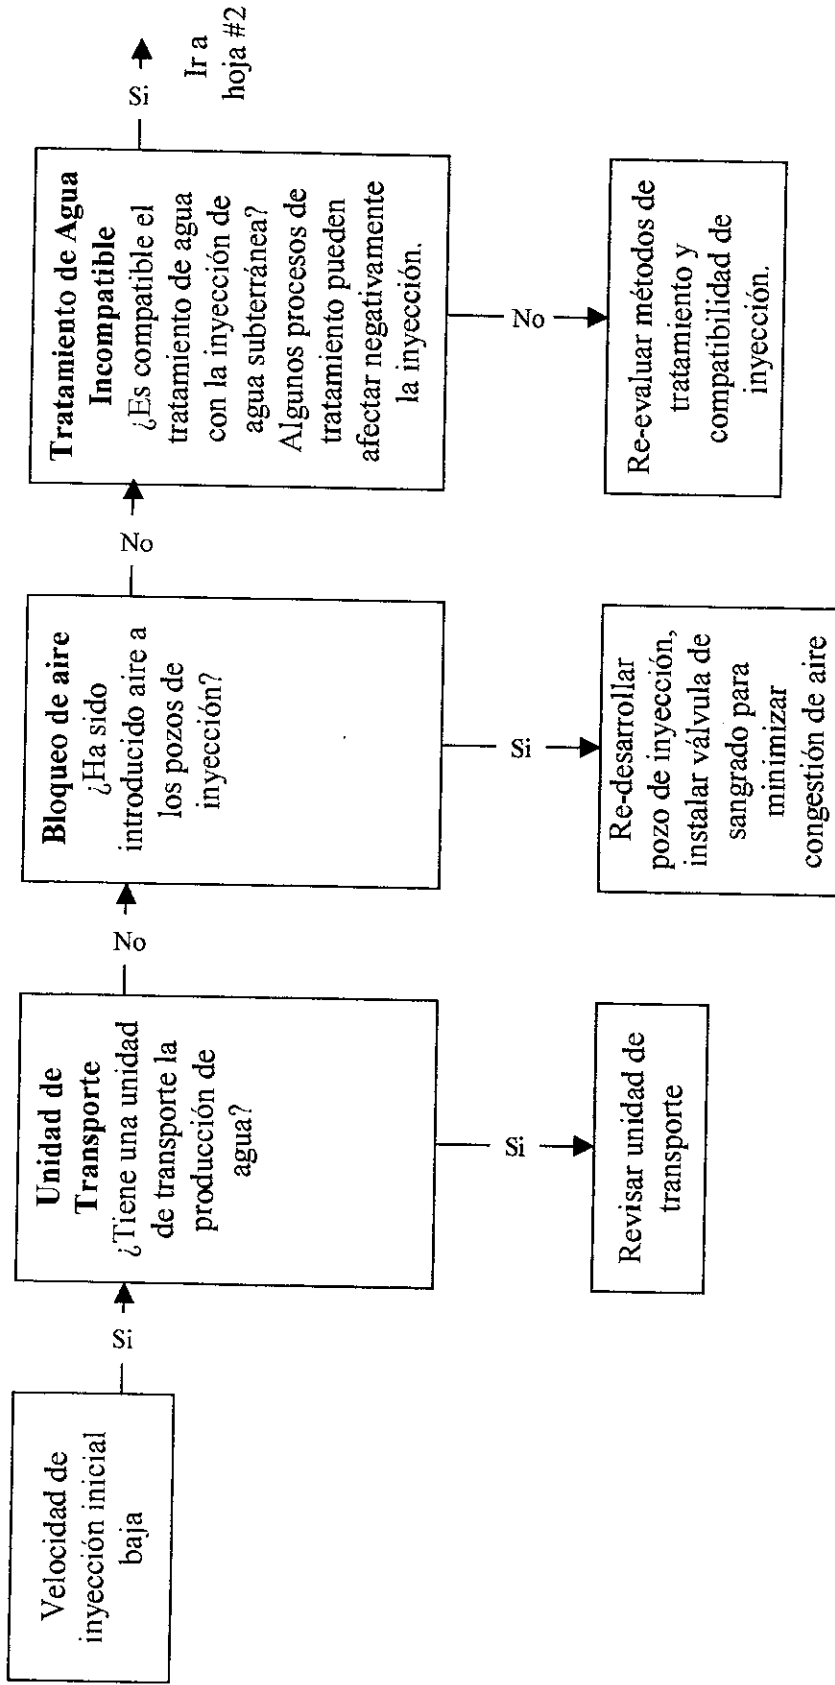 Velocidad de
inyección inicial
baja
Si
Unidad de
Transporte
¿Tiene una unidad
de transporte la
producción de
agua?
Si
Revisar unidad de
transporte
No
Bloqueo de aire
¿Ha sido
introducido aire a
los pozos de
inyección?
Si
Re-desarrollar
pozo de inyección,
instalar válvula de
sangrado para
minimizar
congestión de aire
No
Tratamiento de Agua
Incompatible
¿Es compatible el
tratamiento de agua
con la inyección de
agua subterránea?
Algunos procesos de
tratamiento pueden
afectar negativamente
la inyección.
No
Re-evaluar métodos de
tratamiento y
compatibilidad de
inyección.
Si
Ir a
hoja #2